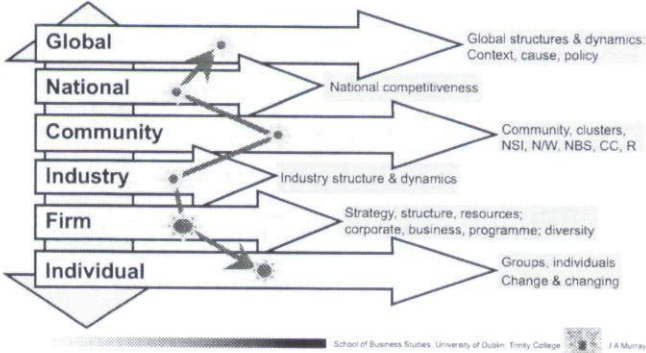 Global
Global structures & dynamics:
Context, cause, policy
National
National competitiveness
Community
Community, clusters,
NSI, N/W, NBS, CC, R
Industry
Industry structure & dynamics
Firm
Strategy, structure, resources;
corporate, business, programme; diversity
Individual
Groups, individuals
Change & changing
School of Business Studies, University of Dublin, Trinity College
J A Murray